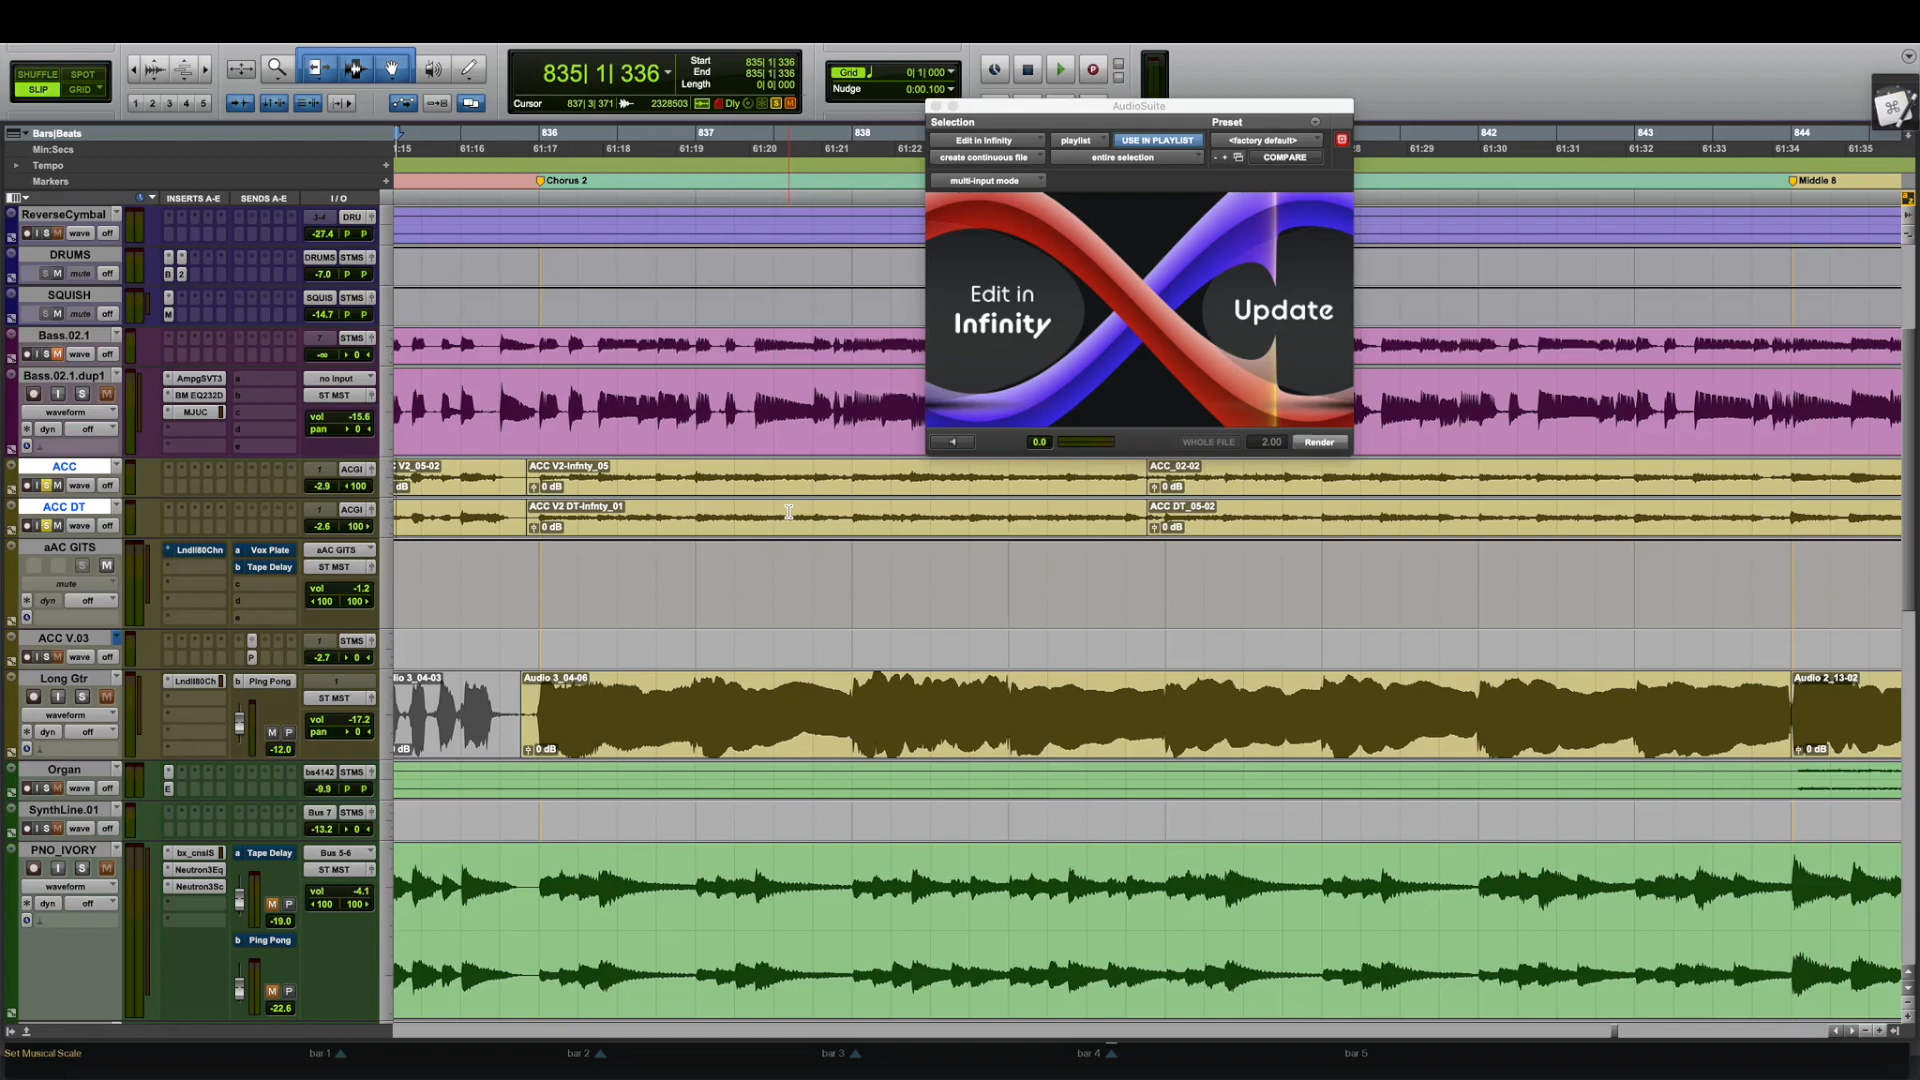 SHUFFLE SPOT
SLIP GRID
1 2 3 4 5
835| 1| 336
Start 835| 1| 336
End 835| 1| 336
Length 0| 0| 000
Cursor 837| 3| 371 2328503 Dly S M
Grid 0| 1| 000
Nudge 0:00.100
AudioSuite
Selection Preset
Edit in Infinity playlist USE IN PLAYLIST <factory default>
create continuous file entire selection - + COMPARE
multi-input mode
Edit in
Infinity
Update
0.0 WHOLE FILE 2.00 Render
Bars|Beats 836 837 838 842 843 844
Min:Secs 61:15 61:16 61:17 61:18 61:19 61:20 61:21 61:22 61:29 61:30 61:31 61:32 61:33 61:34 61:35
Tempo
Markers Chorus 2 Middle 8
INSERTS A-E SENDS A-E I / O
ReverseCymbal 3-4 DRU
I S M wave off -27.4 P P
DRUMS DRUMS STMS
S M mute off B 2 -7.0 P P
SQUISH SQUIS STMS
S M mute off M -14.7 P P
Bass.02.1 7 STMS
I S M wave off -∞ 0
Bass.02.1.dup1 AmpgSVT3 a no input
I S M BM EQ232D b ST MST
waveform MJUC c vol -15.6
dyn off d pan 0
e
ACC 1 ACGI V2_05-02 ACC V2-Infnty_05 ACC_02-02
I S M wave off -2.9 100 dB 0 dB 0 dB
ACC DT 1 ACGI ACC V2 DT-Infnty_01 ACC DT_05-02
I S M wave off -2.6 100 0 dB 0 dB
aAC GITS Lndll80Chn a Vox Plate aAC GITS
S M b Tape Delay ST MST
mute c vol -1.2
dyn off d 100 100
e
ACC V.03 1 STMS
I S M wave off P -2.7 0
Long Gtr Lndll80Ch b Ping Pong 1 lio 3_04-03 Audio 3_04-06 Audio 2_13-02
I S M ST MST
waveform vol -17.2
dyn off M P pan 0
-12.0 dB 0 dB 0 dB
Organ bs4142 STMS
I S M wave off E -9.9 P P
SynthLine.01 Bus 7 STMS
I S M wave off -13.2 0
PNO_IVORY bx_cnslS a Tape Delay Bus 5-6
I S M Neutron3Eq ST MST
waveform Neutron3Sc vol -4.1
dyn off M P 100 100
-19.0
b Ping Pong
M P
-22.6
Set Musical Scale bar 1 bar 2 bar 3 bar 4 bar 5